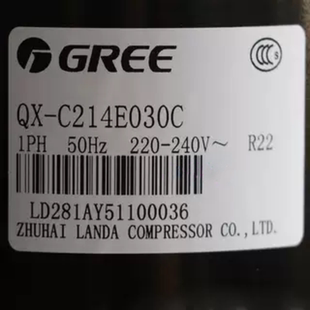 GREE
QX-C214E030C
1PH 50Hz 220-240V~ R22
LD281AY51100036
ZHUHAI LANDA COMPRESSOR CO.,LTD.